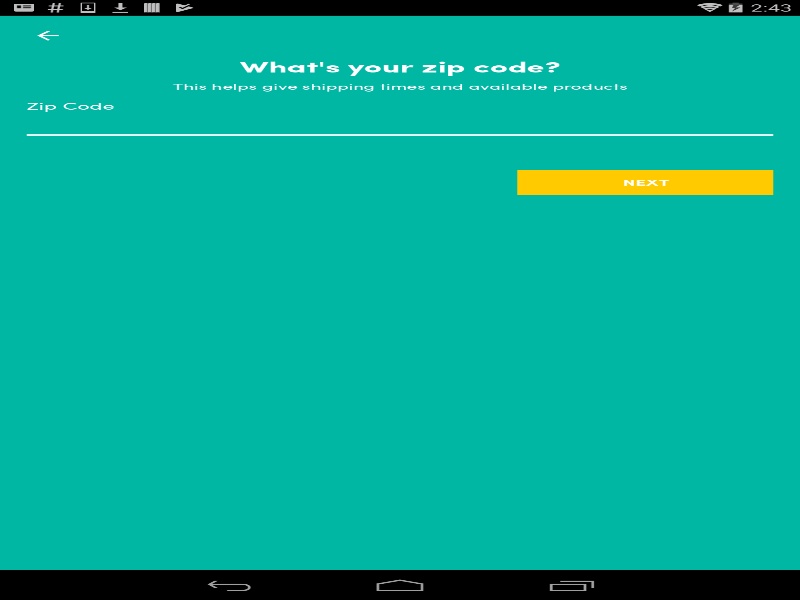 2:43
What's your zip code?
This helps give shipping times and available products
Zip Code
NEXT